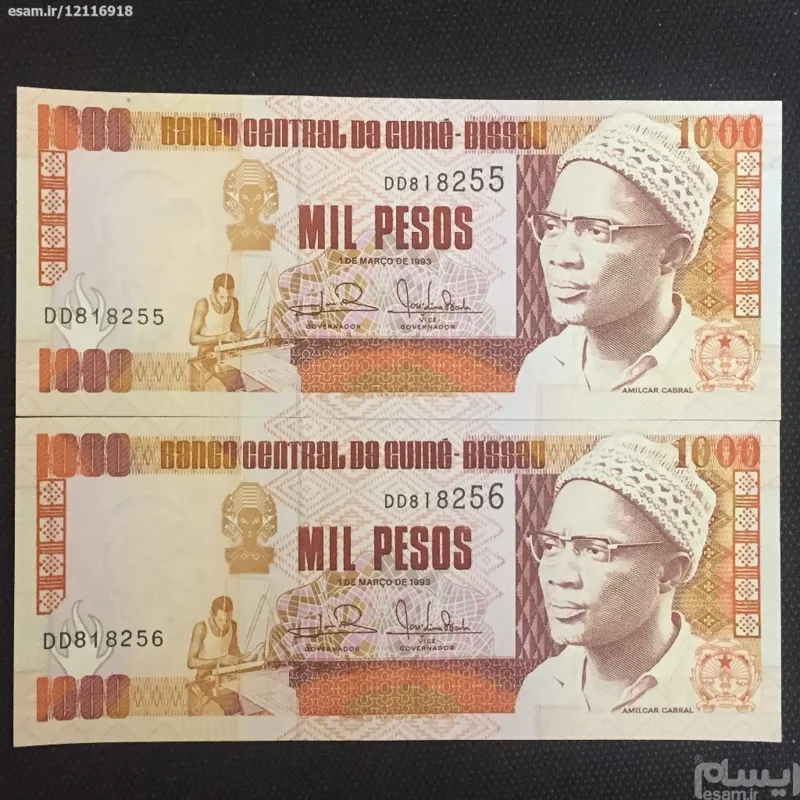 esam.ir/12116918
1000 BANCO CENTRAL DA GUINÉ-BISSAU 1000
DD818255
MIL PESOS
1 DE MARÇO DE 1993
DD818255
GOVERNADOR
VICE-
GOVERNADOR
1000
AMILCAR CABRAL
1000 BANCO CENTRAL DA GUINÉ-BISSAU 1000
DD818256
MIL PESOS
1 DE MARÇO DE 1993
DD818256
GOVERNADOR
VICE-
GOVERNADOR
1000
AMILCAR CABRAL
ایسام
esam.ir